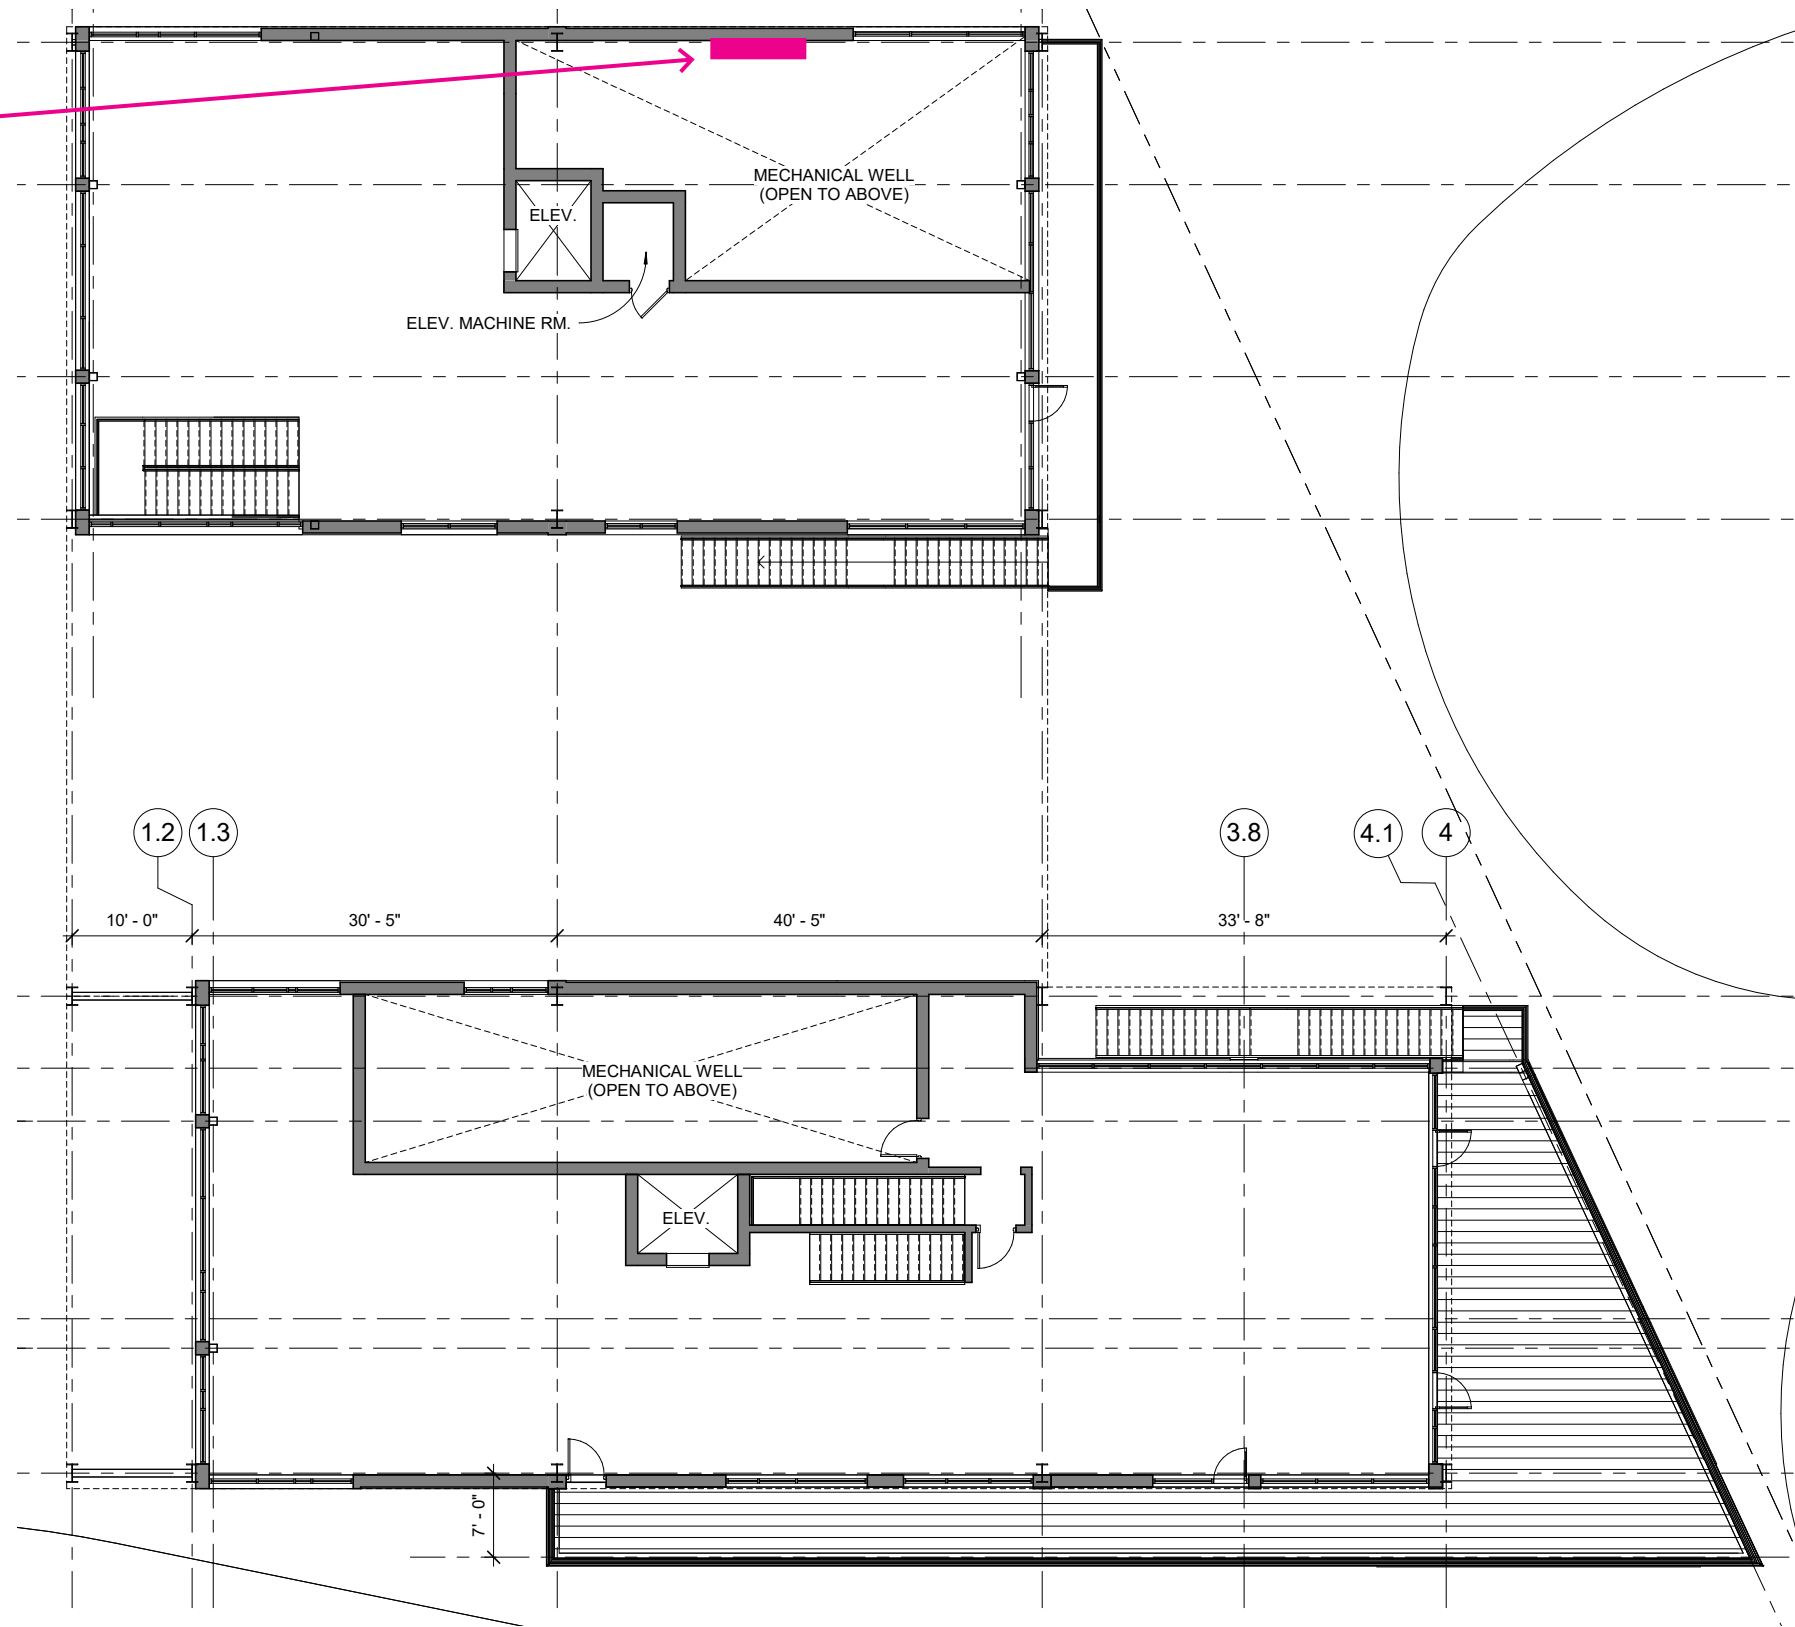 MECHANICAL WELL
(OPEN TO ABOVE)
ELEV.
ELEV. MACHINE RM.
1.2
1.3
3.8
4.1
4
10' - 0"
30' - 5"
40' - 5"
33' - 8"
MECHANICAL WELL
(OPEN TO ABOVE)
ELEV.
7' - 0"